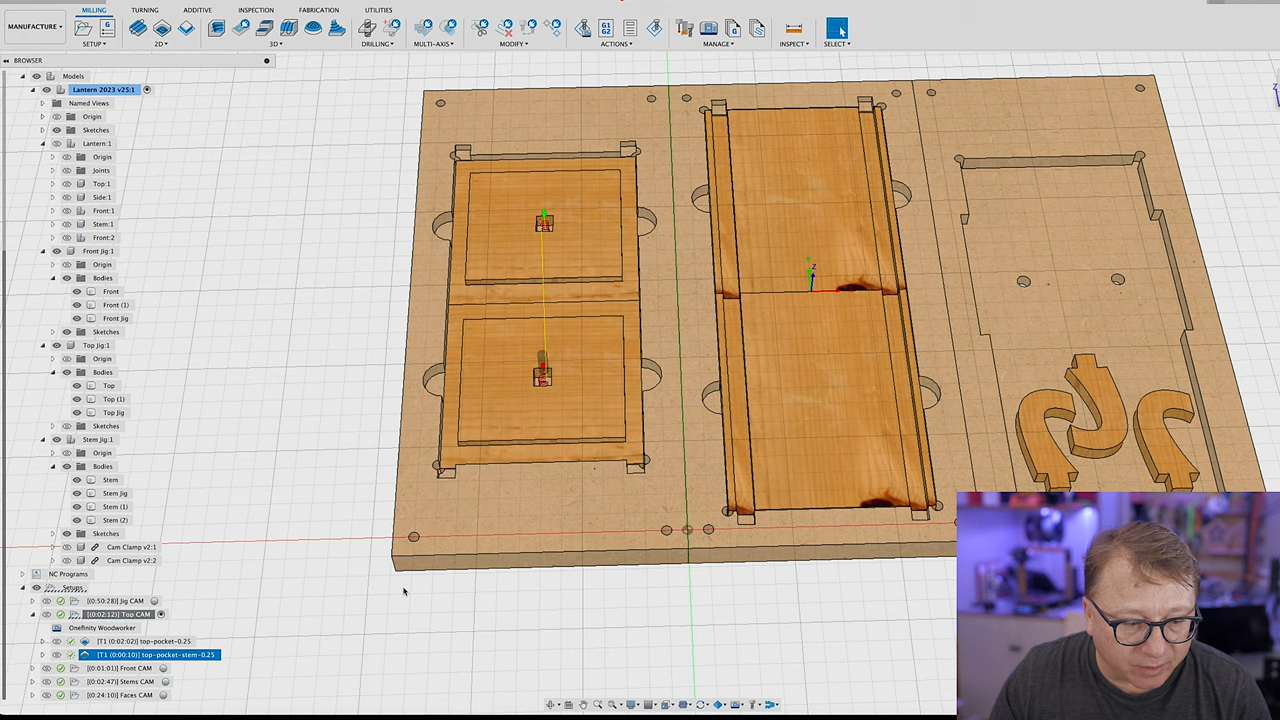 MILLING TURNING ADDITIVE INSPECTION FABRICATION UTILITIES
MANUFACTURE
G1
G2
SETUP 2D 3D DRILLING MULTI-AXIS MODIFY ACTIONS MANAGE INSPECT SELECT
BROWSER
Models
Lantern 2023 v25:1
Named Views
Origin
Sketches
Lantern:1
Origin
Joints
Top:1
Side:1
Front:1
Stem:1
Front:2
Front Jig:1
Origin
Bodies
Front
Front (1)
Front Jig
Sketches
Top Jig:1
Origin
Bodies
Top
Top (1)
Top Jig
Sketches
Stem Jig:1
Origin
Bodies
Stem
Stem Jig
Stem (1)
Stem (2)
Sketches
Cam Clamp v2:1
Cam Clamp v2:2
NC Programs
Setups
[(0:50:28)] Jig CAM
[(0:02:12)] Top CAM
Onefinity Woodworker
[T1 (0:02:02)] top-pocket-0.25
[T1 (0:00:10)] top-pocket-stem-0.25
[(0:01:01)] Front CAM
[(0:02:47)] Stems CAM
[(0:24:10)] Faces CAM
Z
Z